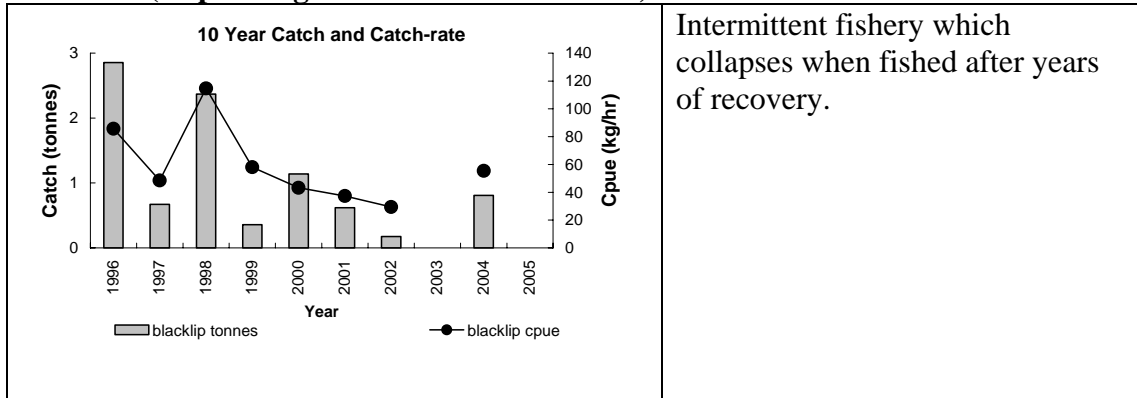 10 Year Catch and Catch-rate
3
2
1
0
Catch (tonnes)
140
120
100
80
60
40
20
0
Cpue (kg/hr)
1996
1997
1998
1999
2000
2001
2002
2003
2004
2005
Year
blacklip tonnes
blacklip cpue
Intermittent fishery which
collapses when fished after years
of recovery.